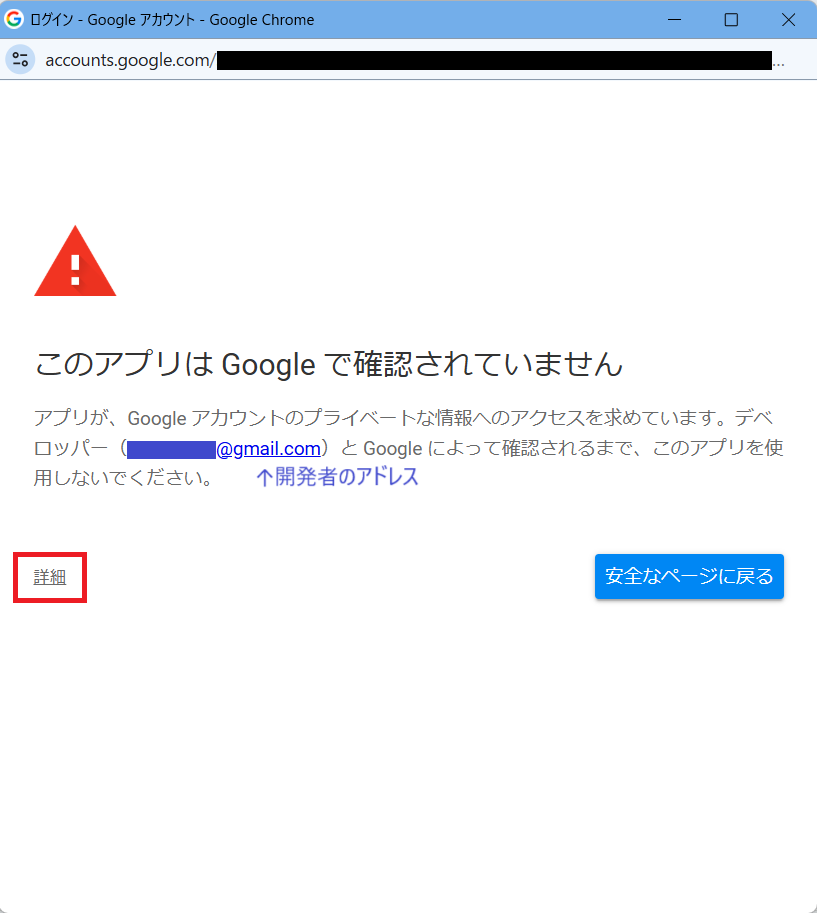 ログイン - Google アカウント - Google Chrome
accounts.google.com/...
このアプリは Google で確認されていません
アプリが、Google アカウントのプライベートな情報へのアクセスを求めています。デベ
ロッパー（@gmail.com）と Google によって確認されるまで、このアプリを使
用しないでください。 ↑開発者のアドレス
詳細
安全なページに戻る